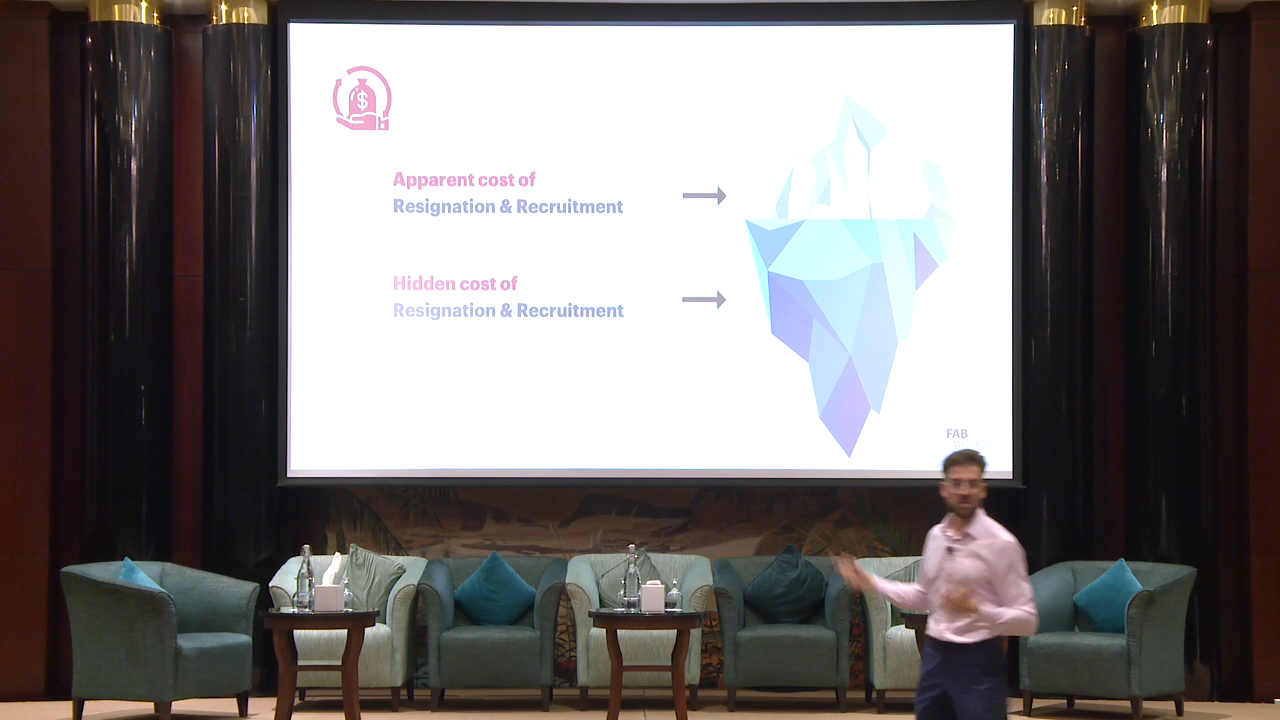 $
Apparent cost of
Resignation & Recruitment
Hidden cost of
Resignation & Recruitment
FAB